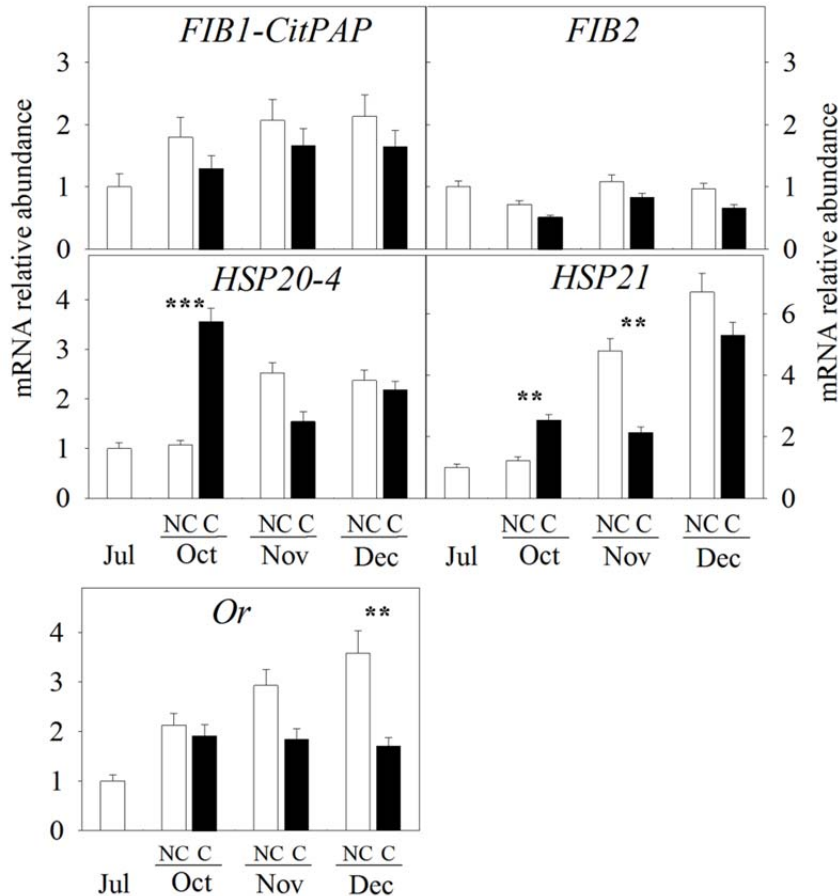 FIB1-CitPAP
FIB2
mRNA relative abundance
3
2
1
0
3
2
1
0
mRNA relative abundance
HSP20-4
HSP21
4
3
2
1
0
***
**
**
6
4
2
0
NC C NC C NC C
Jul Oct Nov Dec
NC C NC C NC C
Jul Oct Nov Dec
Or
**
4
3
2
1
0
NC C NC C NC C
Jul Oct Nov Dec